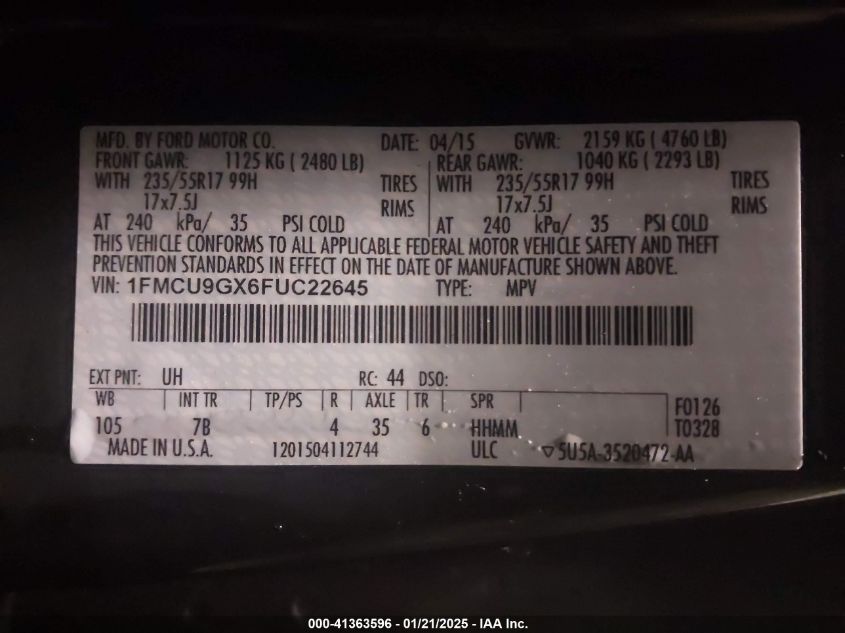 MFD. BY FORD MOTOR CO. DATE: 04/15 GVWR: 2159 KG ( 4760 LB)
FRONT GAWR: 1125 KG ( 2480 LB) REAR GAWR: 1040 KG ( 2293 LB)
WITH 235/55R17 99H TIRES WITH 235/55R17 99H TIRES
17x7.5J RIMS 17x7.5J RIMS
AT 240 kPa/ 35 PSI COLD AT 240 kPa/ 35 PSI COLD
THIS VEHICLE CONFORMS TO ALL APPLICABLE FEDERAL MOTOR VEHICLE SAFETY AND THEFT
PREVENTION STANDARDS IN EFFECT ON THE DATE OF MANUFACTURE SHOWN ABOVE.
VIN: 1FMCU9GX6FUC22645 TYPE: MPV
EXT PNT: UH RC: 44 DSO:
WB INT TR TP/PS R AXLE TR SPR F0126
105 7B 4 35 6 HHMM T0328
MADE IN U.S.A. 1201504112744 ULC ▽5U5A-3520472-AA
000-41363596 - 01/21/2025 - IAA Inc.